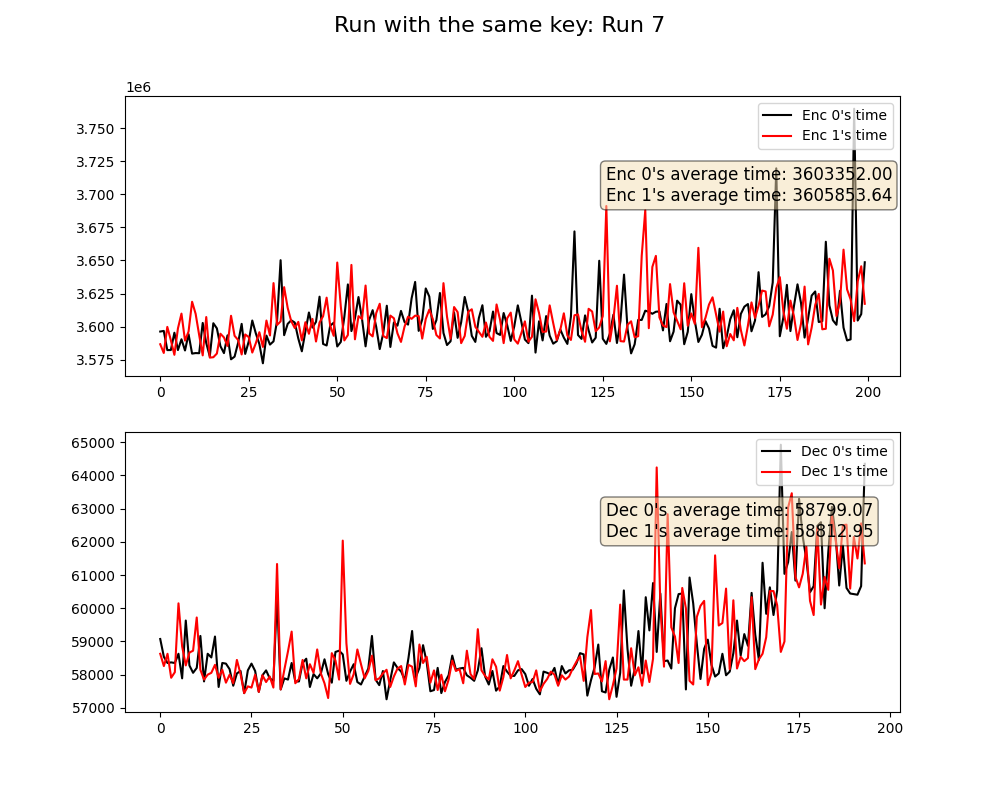 Run with the same key: Run 7
1e6
3.750
3.725
3.700
3.675
3.650
3.625
3.600
3.575
Enc 0's time
Enc 1's time
Enc 0's average time: 3603352.00
Enc 1's average time: 3605853.64
0 25 50 75 100 125 150 175 200
65000
64000
63000
62000
61000
60000
59000
58000
57000
Dec 0's time
Dec 1's time
Dec 0's average time: 58799.07
Dec 1's average time: 58812.95
0 25 50 75 100 125 150 175 200